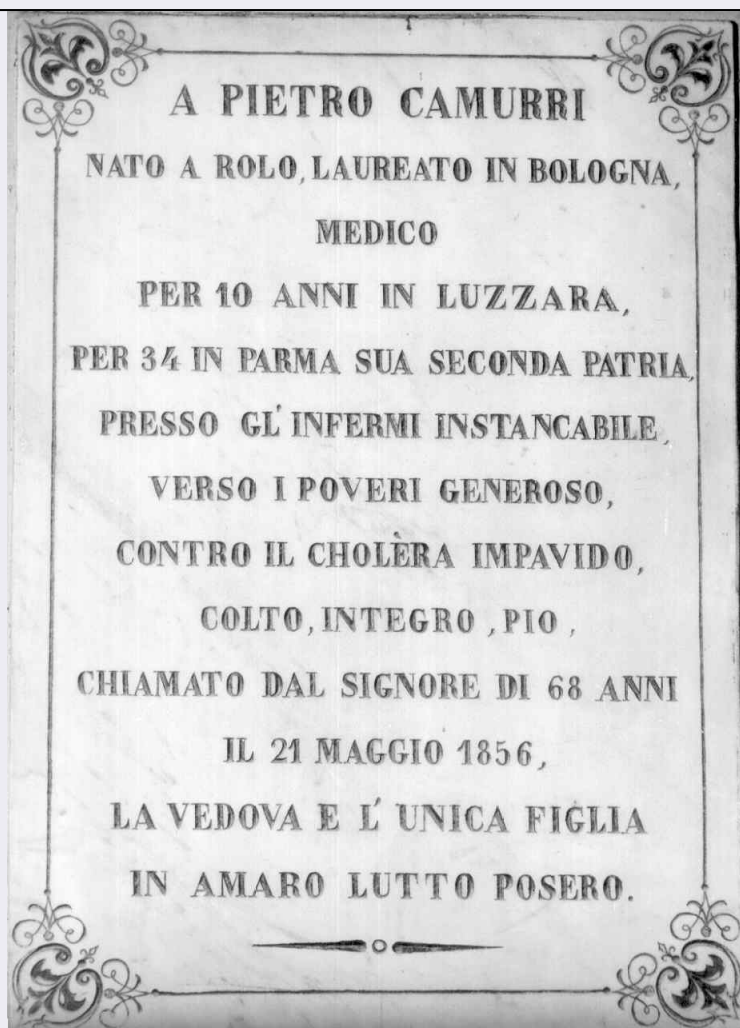 A PIETRO CAMURRI
NATO A ROLO, LAUREATO IN BOLOGNA,
MEDICO
PER 10 ANNI IN LUZZARA,
PER 34 IN PARMA SUA SECONDA PATRIA,
PRESSO GL' INFERMI INSTANCABILE,
VERSO I POVERI GENEROSO,
CONTRO IL CHOLÈRA IMPAVIDO,
COLTO, INTEGRO, PIO,
CHIAMATO DAL SIGNORE DI 68 ANNI
IL 21 MAGGIO 1856,
LA VEDOVA E L' UNICA FIGLIA
IN AMARO LUTTO POSERO.